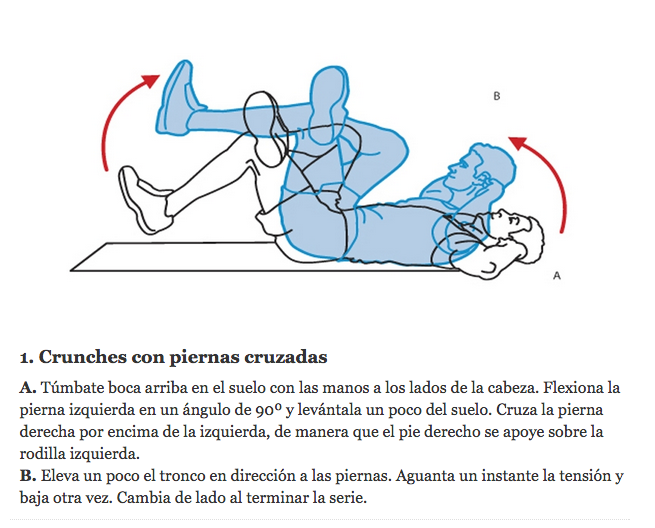 B
A
1. Crunches con piernas cruzadas
A. Túmbate boca arriba en el suelo con las manos a los lados de la cabeza. Flexiona la
pierna izquierda en un ángulo de 90º y levántala un poco del suelo. Cruza la pierna
derecha por encima de la izquierda, de manera que el pie derecho se apoye sobre la
rodilla izquierda.
B. Eleva un poco el tronco en dirección a las piernas. Aguanta un instante la tensión y
baja otra vez. Cambia de lado al terminar la serie.